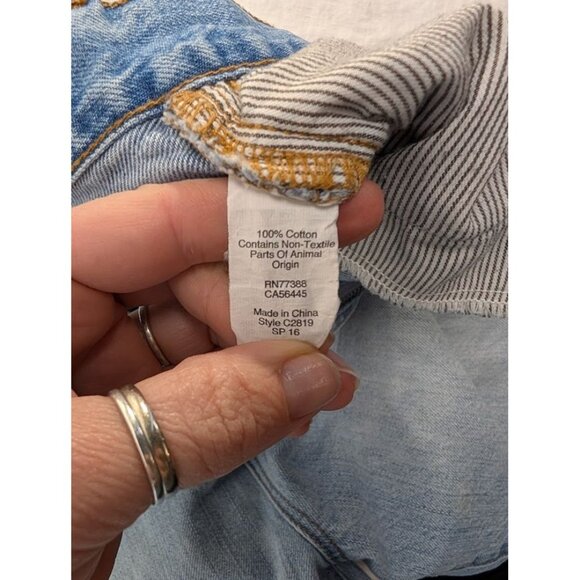 100% Cotton
Contains Non-Textile
Parts Of Animal
Origin
RN77388
CA56445
Made in China
Style C2819
SP 16